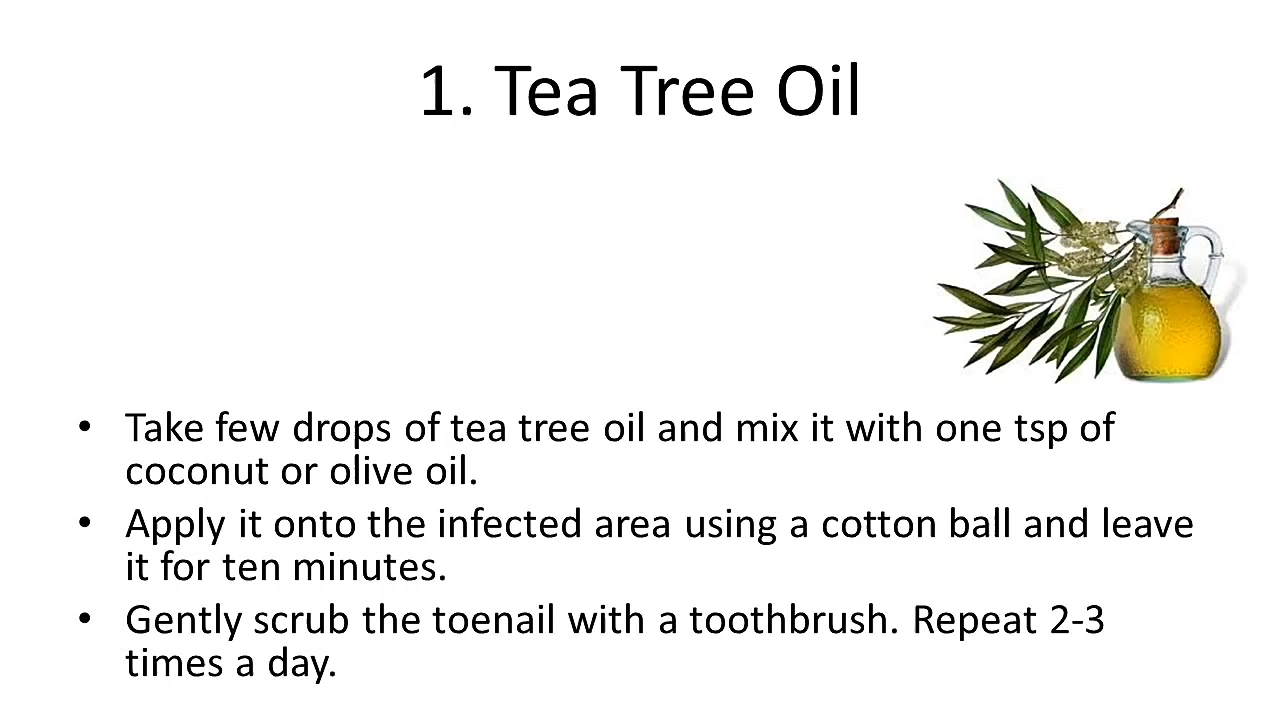 1. Tea Tree Oil
• Take few drops of tea tree oil and mix it with one tsp of
coconut or olive oil.
• Apply it onto the infected area using a cotton ball and leave
it for ten minutes.
• Gently scrub the toenail with a toothbrush. Repeat 2-3
times a day.